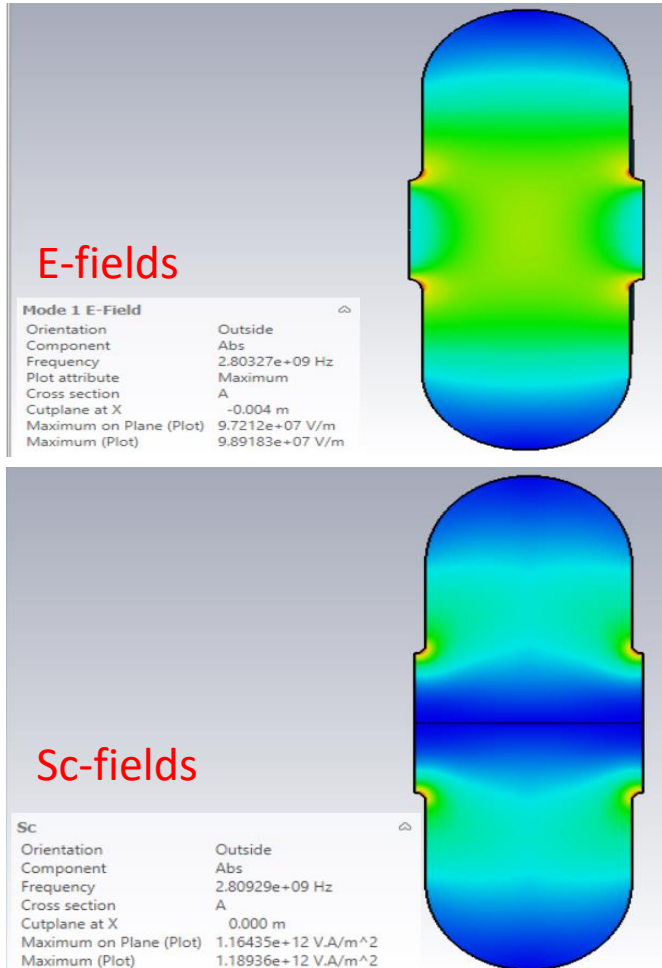 E-fields
Mode 1 E-Field
Orientation Outside
Component Abs
Frequency 2.80327e+09 Hz
Plot attribute Maximum
Cross section A
Cutplane at X -0.004 m
Maximum on Plane (Plot) 9.7212e+07 V/m
Maximum (Plot) 9.89183e+07 V/m
Sc-fields
Sc
Orientation Outside
Component Abs
Frequency 2.80929e+09 Hz
Cross section A
Cutplane at X 0.000 m
Maximum on Plane (Plot) 1.16435e+12 V.A/m^2
Maximum (Plot) 1.18936e+12 V.A/m^2